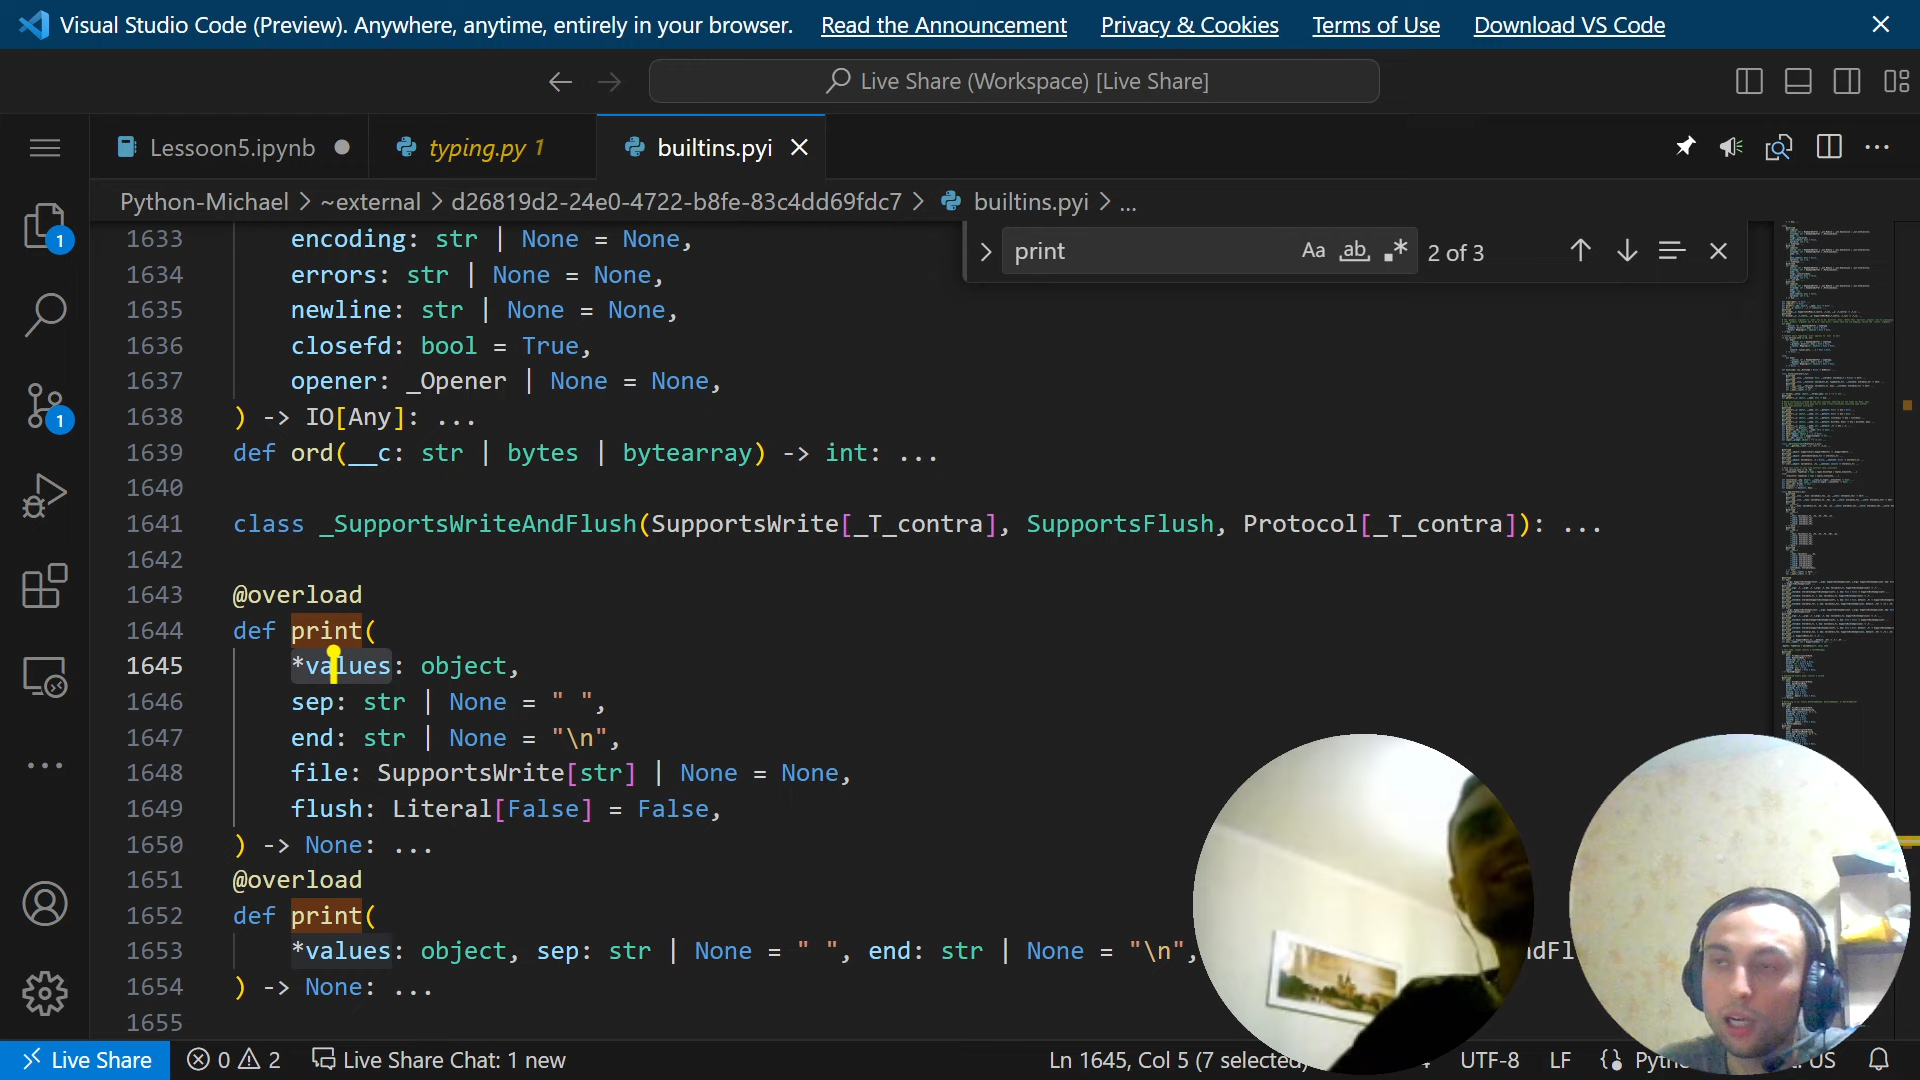 Visual Studio Code (Preview). Anywhere, anytime, entirely in your browser. Read the Announcement Privacy & Cookies Terms of Use Download VS Code
Live Share (Workspace) [Live Share]
Lessoon5.ipynb typing.py 1 builtins.pyi
Python-Michael > ~external > d26819d2-24e0-4722-b8fe-83c4dd69fdc7 > builtins.pyi > ...
print Aa ab 2 of 3
1633 encoding: str | None = None,
1634 errors: str | None = None,
1635 newline: str | None = None,
1636 closefd: bool = True,
1637 opener: _Opener | None = None,
1638 ) -> IO[Any]: ...
1639 def ord(__c: str | bytes | bytearray) -> int: ...
1640
1641 class _SupportsWriteAndFlush(SupportsWrite[_T_contra], SupportsFlush, Protocol[_T_contra]): ...
1642
1643 @overload
1644 def print(
1645 *values: object,
1646 sep: str | None = " ",
1647 end: str | None = "\n",
1648 file: SupportsWrite[str] | None = None,
1649 flush: Literal[False] = False,
1650 ) -> None: ...
1651 @overload
1652 def print(
1653 *values: object, sep: str | None = " ", end: str | None = "\n",
1654 ) -> None: ...
1655
1
1
Live Share 0 2 Live Share Chat: 1 new Ln 1645, Col 5 (7 selected) UTF-8 LF US